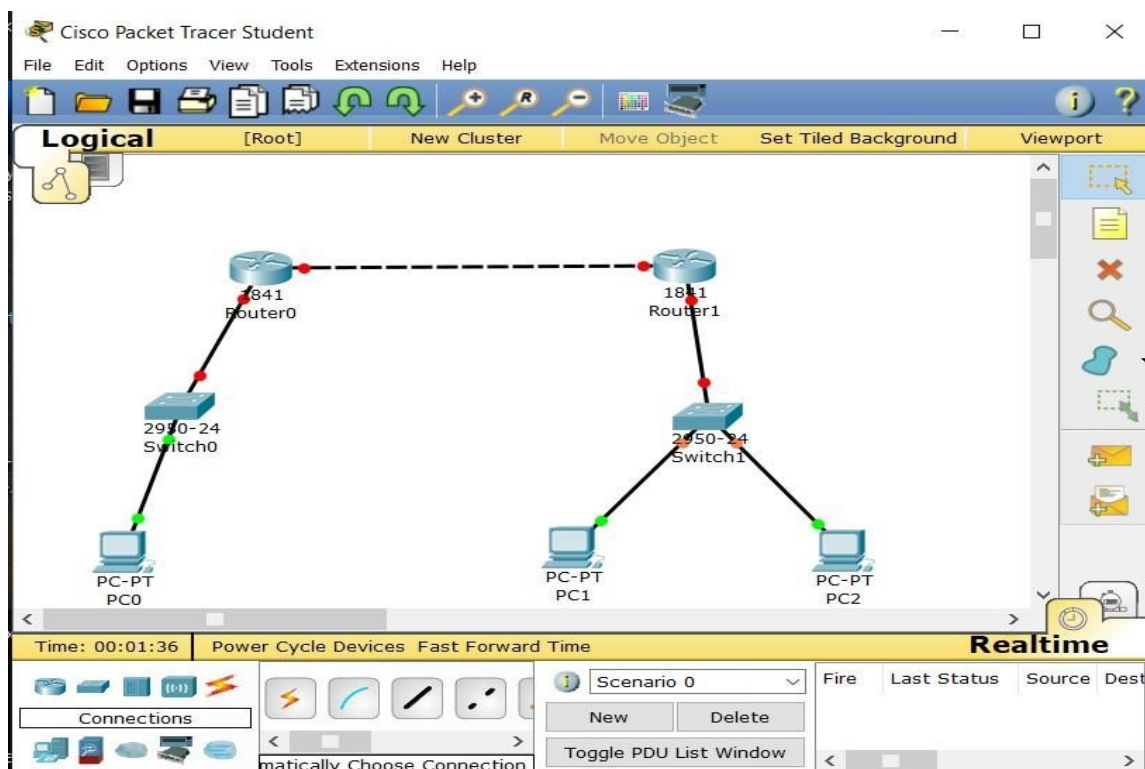 Cisco Packet Tracer Student
File Edit Options View Tools Extensions Help
Logical [Root] New Cluster Move Object Set Tiled Background Viewport
1841
Router0
1841
Router1
2950-24
Switch0
2950-24
Switch1
PC-PT
PC0
PC-PT
PC1
PC-PT
PC2
Time: 00:01:36 Power Cycle Devices Fast Forward Time Realtime
Connections
matically Choose Connection
Scenario 0
New Delete
Toggle PDU List Window
Fire Last Status Source Dest